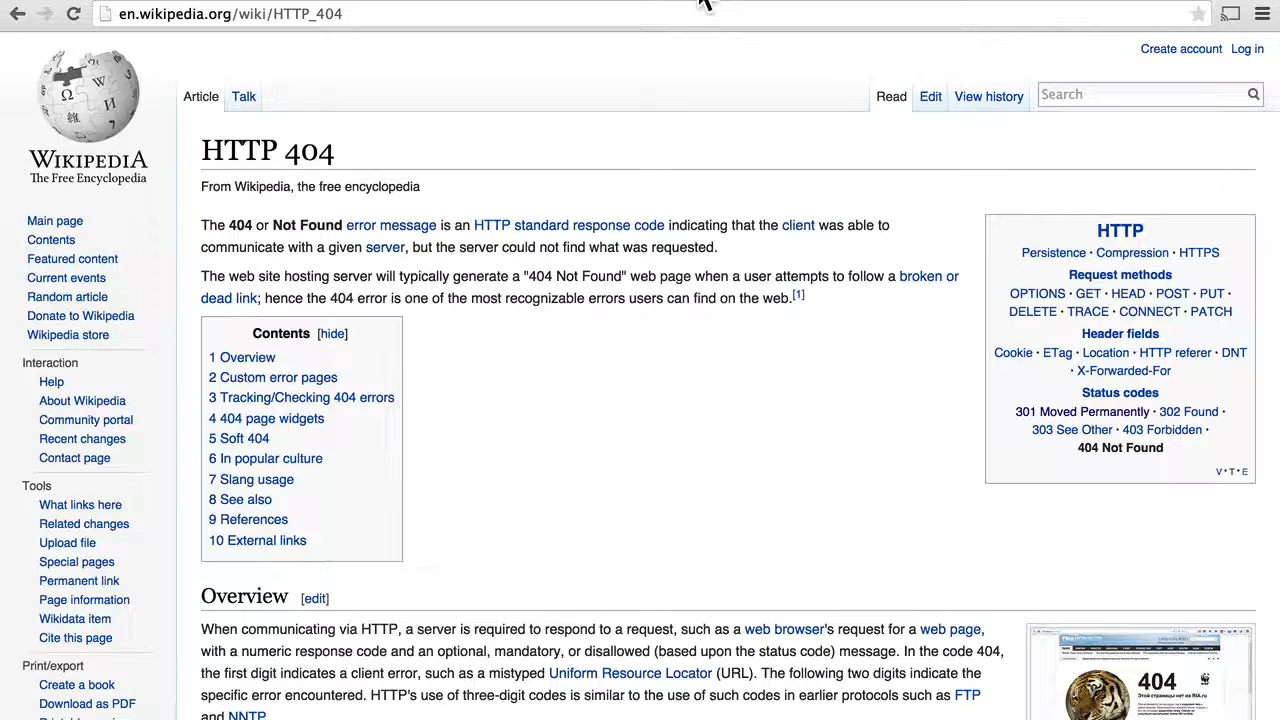 en.wikipedia.org/wiki/HTTP_404
Create account Log in
Article Talk
Read Edit View history Search
WIKIPEDIA
The Free Encyclopedia
Main page
Contents
Featured content
Current events
Random article
Donate to Wikipedia
Wikipedia store
Interaction
Help
About Wikipedia
Community portal
Recent changes
Contact page
Tools
What links here
Related changes
Upload file
Special pages
Permanent link
Page information
Wikidata item
Cite this page
Print/export
Create a book
Download as PDF
HTTP 404
From Wikipedia, the free encyclopedia
The 404 or Not Found error message is an HTTP standard response code indicating that the client was able to
communicate with a given server, but the server could not find what was requested.
The web site hosting server will typically generate a "404 Not Found" web page when a user attempts to follow a broken or
dead link; hence the 404 error is one of the most recognizable errors users can find on the web.[1]
Contents [hide]
1 Overview
2 Custom error pages
3 Tracking/Checking 404 errors
4 404 page widgets
5 Soft 404
6 In popular culture
7 Slang usage
8 See also
9 References
10 External links
HTTP
Persistence · Compression · HTTPS
Request methods
OPTIONS · GET · HEAD · POST · PUT ·
DELETE · TRACE · CONNECT · PATCH
Header fields
Cookie · ETag · Location · HTTP referer · DNT
· X-Forwarded-For
Status codes
301 Moved Permanently · 302 Found ·
303 See Other · 403 Forbidden ·
404 Not Found
V · T · E
Overview [edit]
When communicating via HTTP, a server is required to respond to a request, such as a web browser's request for a web page,
with a numeric response code and an optional, mandatory, or disallowed (based upon the status code) message. In the code 404,
the first digit indicates a client error, such as a mistyped Uniform Resource Locator (URL). The following two digits indicate the
specific error encountered. HTTP's use of three-digit codes is similar to the use of such codes in earlier protocols such as FTP
and NNTP.
404
Этой страницы нет на RIA.ru